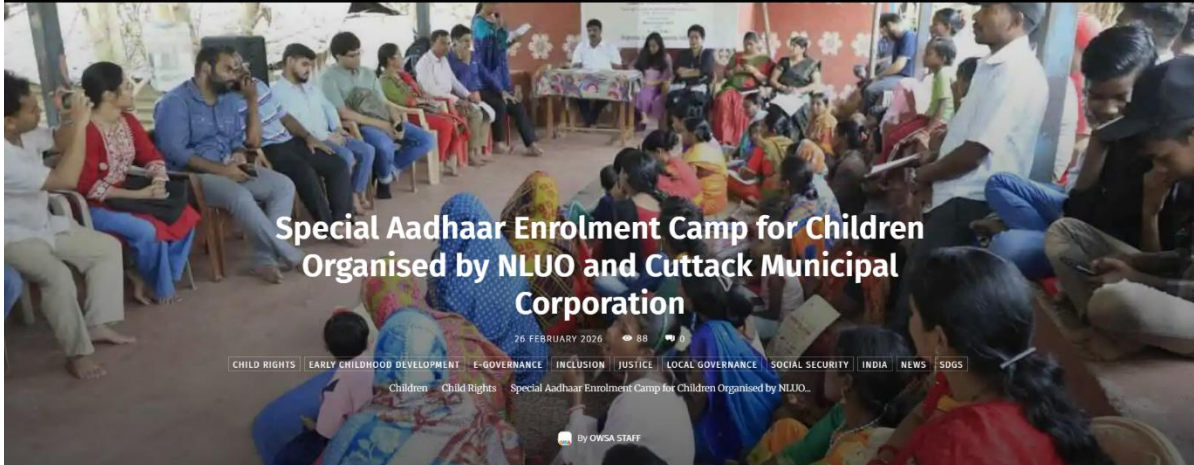 Special Aadhaar Enrolment Camp for Children
Organised by NLUO and Cuttack Municipal
Corporation
26 FEBRUARY 2026 88 0
CHILD RIGHTS EARLY CHILDHOOD DEVELOPMENT E-GOVERNANCE INCLUSION JUSTICE LOCAL GOVERNANCE SOCIAL SECURITY INDIA NEWS SDGS
Children Child Rights Special Aadhaar Enrolment Camp for Children Organised by NLUO...
By OWSA STAFF